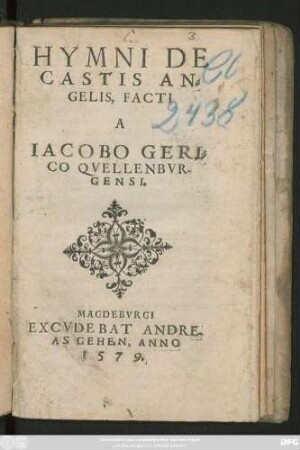 3
HYMNI DE
CASTIS AN-
GELIS, FACTI
A
2438
IACOBO GERI-
CO QVELLENBVR-
GENSI.
MAGDEBVRGI
EXCVDEBAT ANDRE-
AS GEHEN, ANNO
1579.